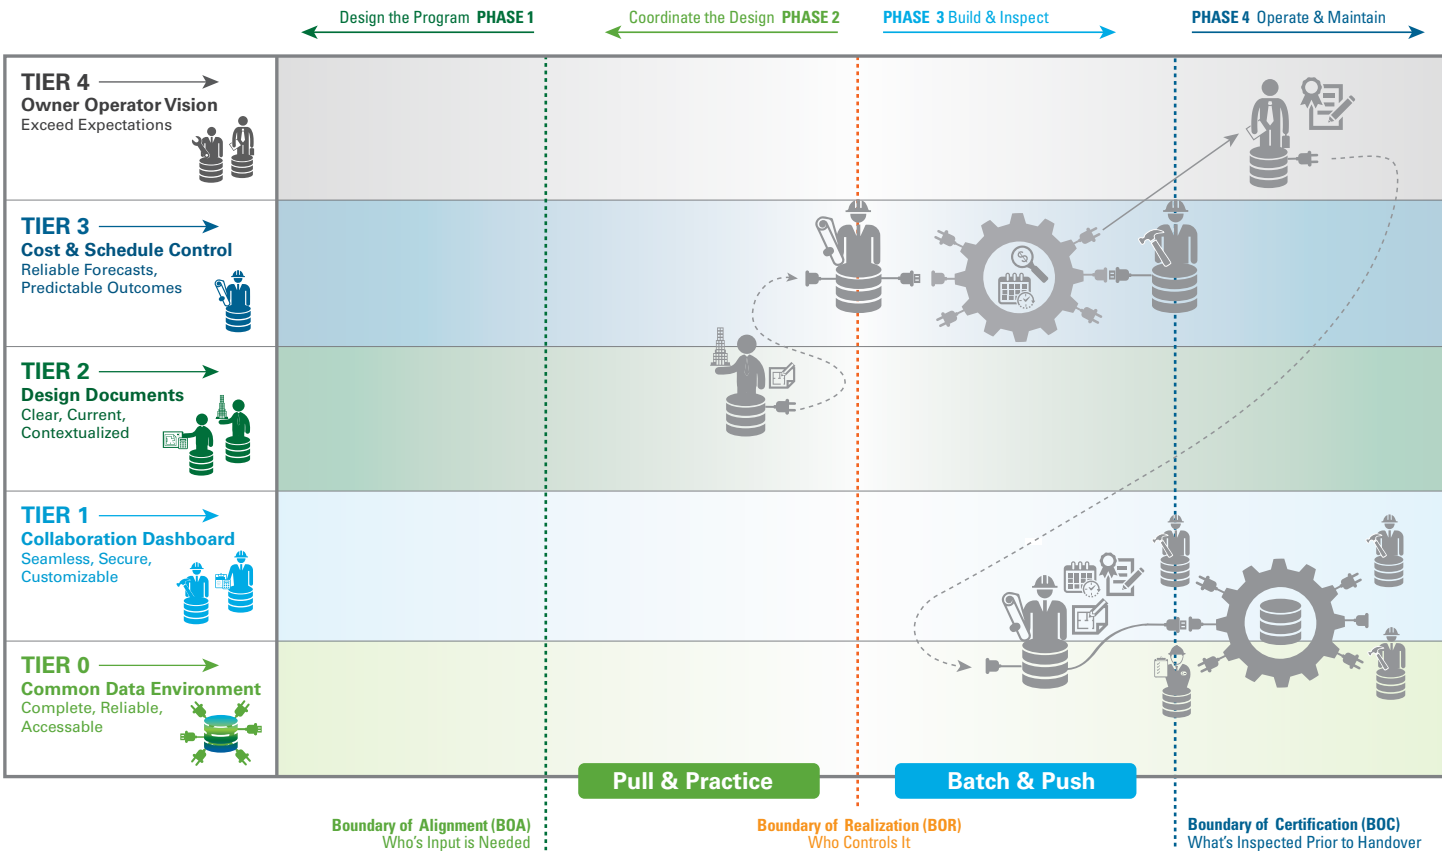 Design the Program PHASE 1
Coordinate the Design PHASE 2
PHASE 3 Build & Inspect
PHASE 4 Operate & Maintain
TIER 4
Owner Operator Vision
Exceed Expectations
TIER 3
Cost & Schedule Control
Reliable Forecasts,
Predictable Outcomes
$
TIER 2
Design Documents
Clear, Current,
Contextualized
TIER 1
Collaboration Dashboard
Seamless, Secure,
Customizable
TIER 0
Common Data Environment
Complete, Reliable,
Accessable
Pull & Practice
Batch & Push
Boundary of Alignment (BOA)
Who's Input is Needed
Boundary of Realization (BOR)
Who Controls It
Boundary of Certification (BOC)
What's Inspected Prior to Handover